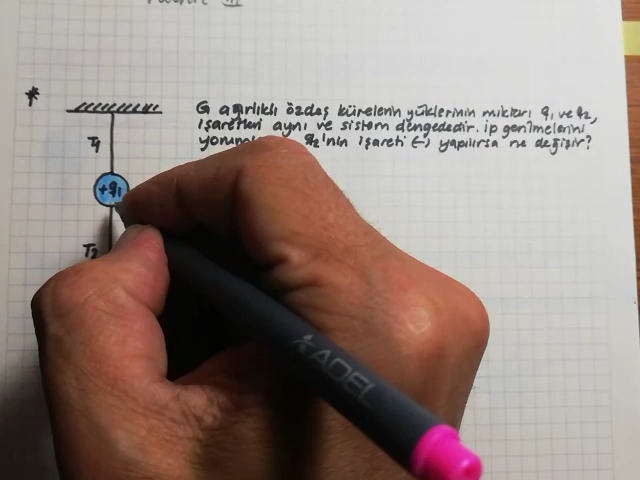 *
G ağırlıklı özdeş kürelerin yüklerinin miktarı q1 ve q2,
T1
işaretleri aynı ve sistem dengededir. ip gerilmelerini
q2'nin işareti (-) yapılırsa ne değişir?
+q1
T2
ADEL